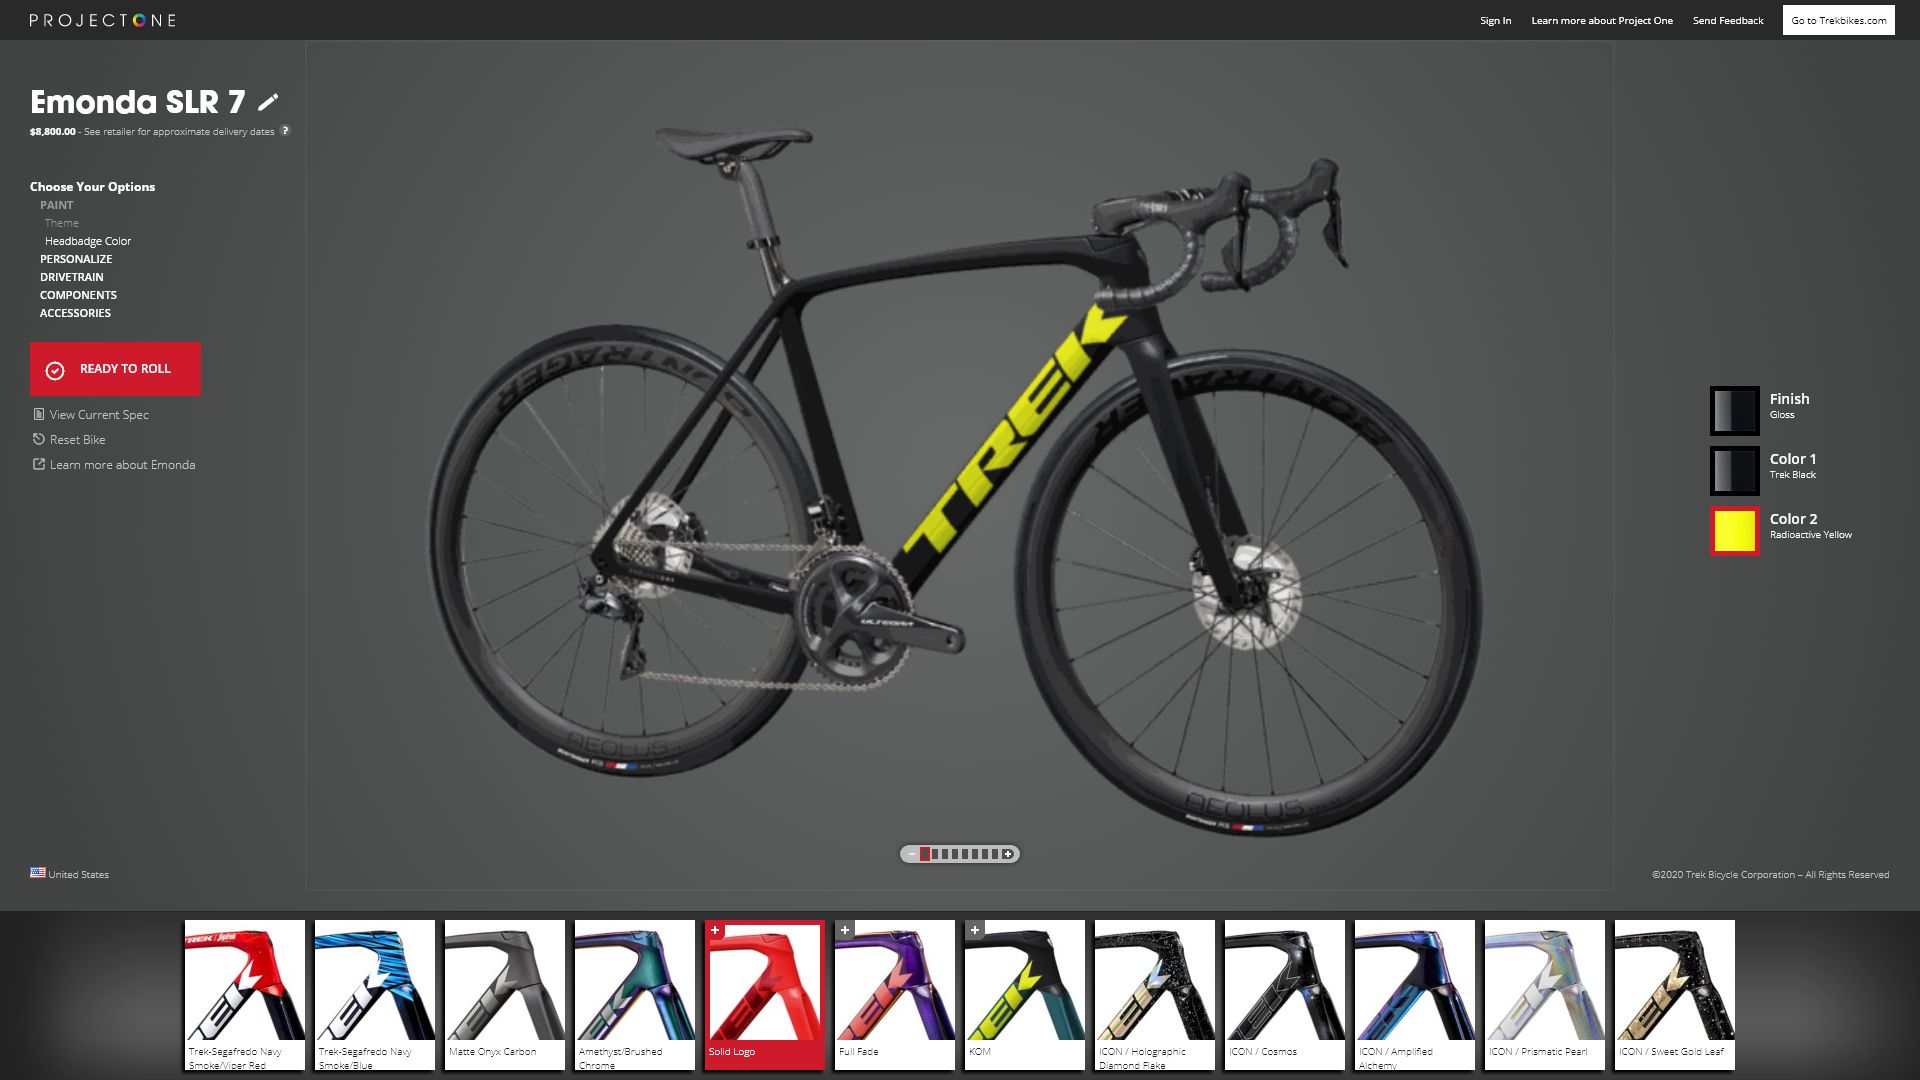 PROJECTONE
Sign In
Learn more about Project One
Send Feedback
Go to Trekbikes.com
Emonda SLR 7
$8,800.00 - See retailer for approximate delivery dates ?
Choose Your Options
PAINT
Theme
Headbadge Color
PERSONALIZE
DRIVETRAIN
COMPONENTS
ACCESSORIES
READY TO ROLL
View Current Spec
Reset Bike
Learn more about Emonda
TREK
ULTEGRA
AEOLUS
AEOLUS
Finish
Gloss
Color 1
Trek Black
Color 2
Radioactive Yellow
United States
©2020 Trek Bicycle Corporation – All Rights Reserved
Trek-Segafredo Navy
Smoke/Viper Red
Trek-Segafredo Navy
Smoke/Blue
Matte Onyx Carbon
Amethyst/Brushed
Chrome
Solid Logo
Full Fade
KOM
ICON / Holographic
Diamond Flake
ICON / Cosmos
ICON / Amplified
Alchemy
ICON / Prismatic Pearl
ICON / Sweet Gold Leaf